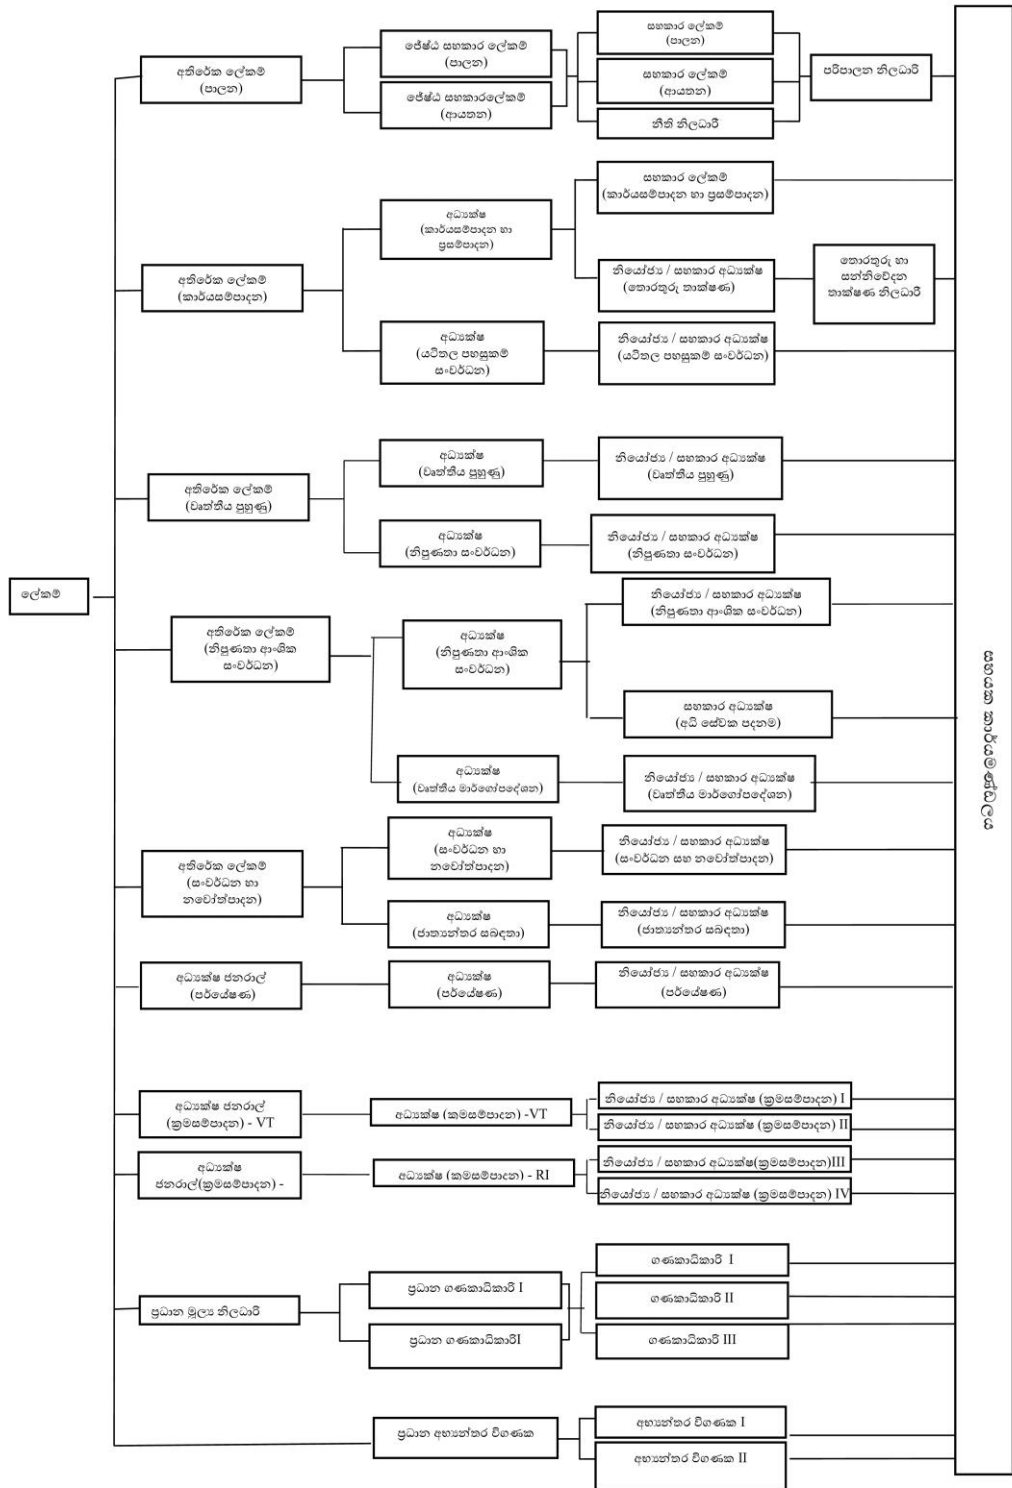 ලේකම්
අතිරේක ලේකම්
(පාලන)
ජේෂ්ඨ සහකාර ලේකම්
(පාලන)
ජේෂ්ඨ සහකාරලේකම්
(ආයතන)
සහකාර ලේකම්
(පාලන)
සහකාර ලේකම්
(ආයතන)
නීති නිලධාරී
පරිපාලන නිලධාරි
අතිරේක ලේකම්
(කාර්යසම්පාදන)
අධ්‍යක්ෂ
(කාර්යසම්පාදන හා
ප්‍රසම්පාදන)
සහකාර ලේකම්
(කාර්යසම්පාදන හා ප්‍රසම්පාදන)
නියෝජ්‍ය / සහකාර අධ්‍යක්ෂ
(තොරතුරු තාක්ෂණ)
තොරතුරු හා
සන්නිවේදන
තාක්ෂණ නිලධාරී
අධ්‍යක්ෂ
(යටිතල පහසුකම්
සංවර්ධන)
නියෝජ්‍ය / සහකාර අධ්‍යක්ෂ
(යටිතල පහසුකම් සංවර්ධන)
අතිරේක ලේකම්
(වෘත්තීය පුහුණු)
අධ්‍යක්ෂ
(වෘත්තීය පුහුණු)
නියෝජ්‍ය / සහකාර අධ්‍යක්ෂ
(වෘත්තීය පුහුණු)
අධ්‍යක්ෂ
(නිපුණතා සංවර්ධන)
නියෝජ්‍ය / සහකාර අධ්‍යක්ෂ
(නිපුණතා සංවර්ධන)
අතිරේක ලේකම්
(නිපුණතා ආංශික
සංවර්ධන)
අධ්‍යක්ෂ
(නිපුණතා ආංශික
සංවර්ධන)
නියෝජ්‍ය / සහකාර අධ්‍යක්ෂ
(නිපුණතා ආංශික සංවර්ධන)
සහකාර අධ්‍යක්ෂ
(අධි සේවක පදනම)
අධ්‍යක්ෂ
(වෘත්තීය මාර්ගෝපදේශන)
නියෝජ්‍ය / සහකාර අධ්‍යක්ෂ
(වෘත්තීය මාර්ගෝපදේශන)
අතිරේක ලේකම්
(සංවර්ධන හා
නවෝත්පාදන)
අධ්‍යක්ෂ
(සංවර්ධන හා
නවෝත්පාදන)
නියෝජ්‍ය / සහකාර අධ්‍යක්ෂ
(සංවර්ධන සහ නවෝත්පාදන)
අධ්‍යක්ෂ
(ජාත්‍යන්තර සබඳතා)
නියෝජ්‍ය / සහකාර අධ්‍යක්ෂ
(ජාත්‍යන්තර සබඳතා)
අධ්‍යක්ෂ ජනරාල්
(පර්යේෂණ)
අධ්‍යක්ෂ
(පර්යේෂණ)
නියෝජ්‍ය / සහකාර අධ්‍යක්ෂ
(පර්යේෂණ)
අධ්‍යක්ෂ ජනරාල්
(ක්‍රමසම්පාදන) - VT
අධ්‍යක්ෂ (කමසම්පාදන) -VT
නියෝජ්‍ය / සහකාර අධ්‍යක්ෂ (ක්‍රමසම්පාදන) I
නියෝජ්‍ය / සහකාර අධ්‍යක්ෂ (ක්‍රමසම්පාදන) II
අධ්‍යක්ෂ
ජනරාල්(ක්‍රමසම්පාදන) -
අධ්‍යක්ෂ (කමසම්පාදන) - RI
නියෝජ්‍ය / සහකාර අධ්‍යක්ෂ(ක්‍රමසම්පාදන)III
නියෝජ්‍ය / සහකාර අධ්‍යක්ෂ (ක්‍රමසම්පාදන) IV
ප්‍රධාන මූල්‍ය නිලධාරි
ප්‍රධාන ගණකාධිකාරී I
ප්‍රධාන ගණකාධිකාරීI
ගණකාධිකාරී I
ගණකාධිකාරී II
ගණකාධිකාරී III
ප්‍රධාන අභ්‍යන්තර විගණක
අභ්‍යන්තර විගණක I
අභ්‍යන්තර විගණක II
සහයක කාර්යමණ්ඩලය